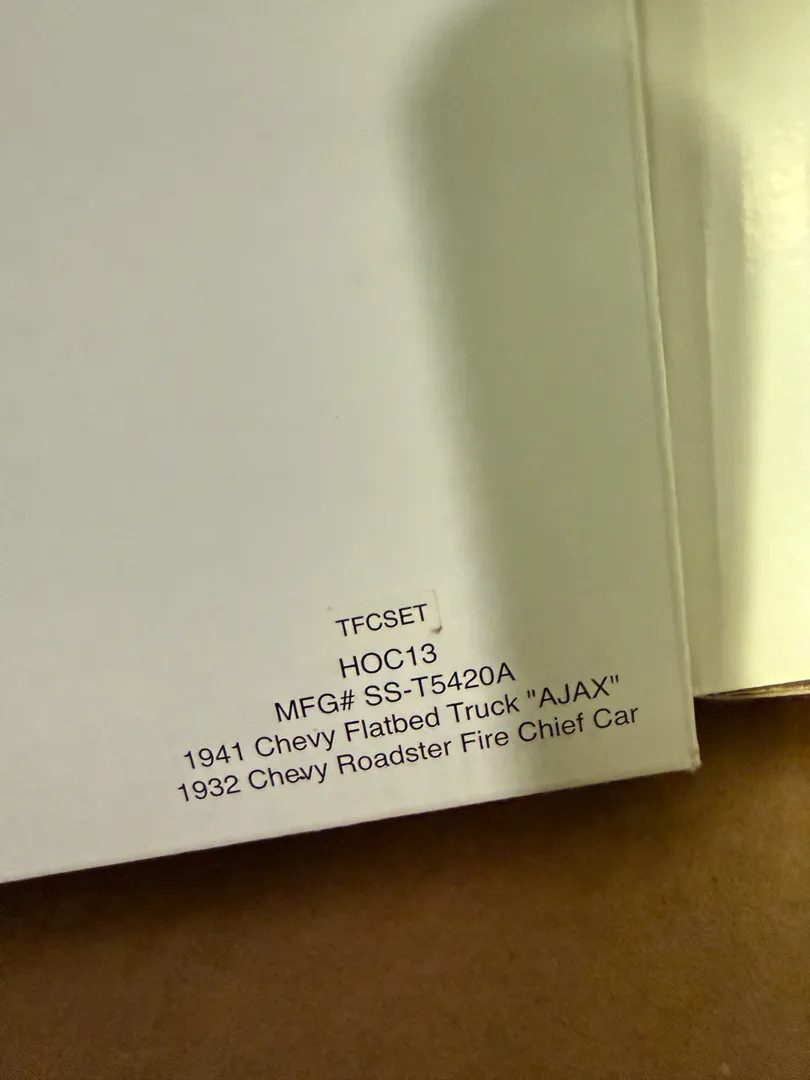 TFCSET
HOC13
MFG# SS-T5420A
1941 Chevy Flatbed Truck "AJAX"
1932 Chevy Roadster Fire Chief Car